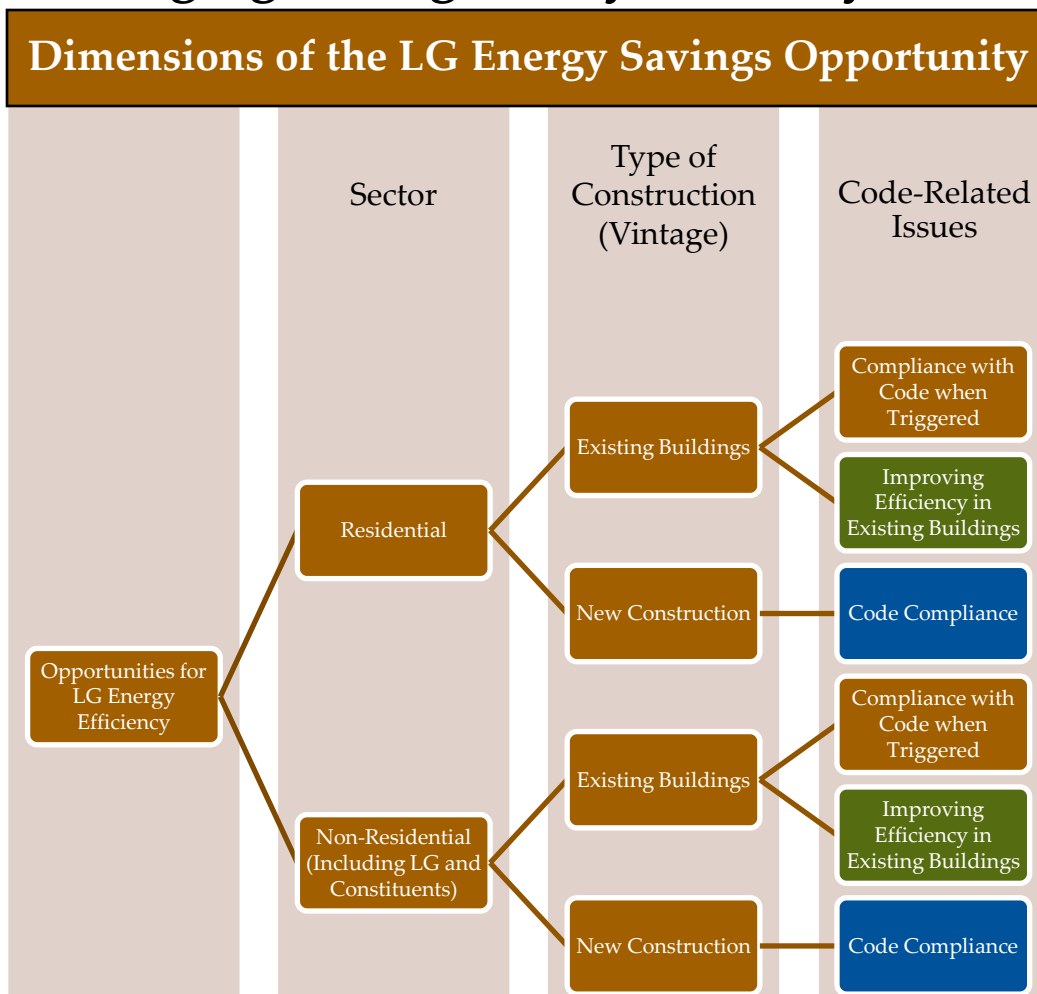 Dimensions of the LG Energy Savings Opportunity
Sector
Type of
Construction
(Vintage)
Code-Related
Issues
Opportunities for
LG Energy
Efficiency
Residential
Non-Residential
(Including LG and
Constituents)
Existing Buildings
New Construction
Existing Buildings
New Construction
Compliance with
Code when
Triggered
Improving
Efficiency in
Existing Buildings
Code Compliance
Compliance with
Code when
Triggered
Improving
Efficiency in
Existing Buildings
Code Compliance